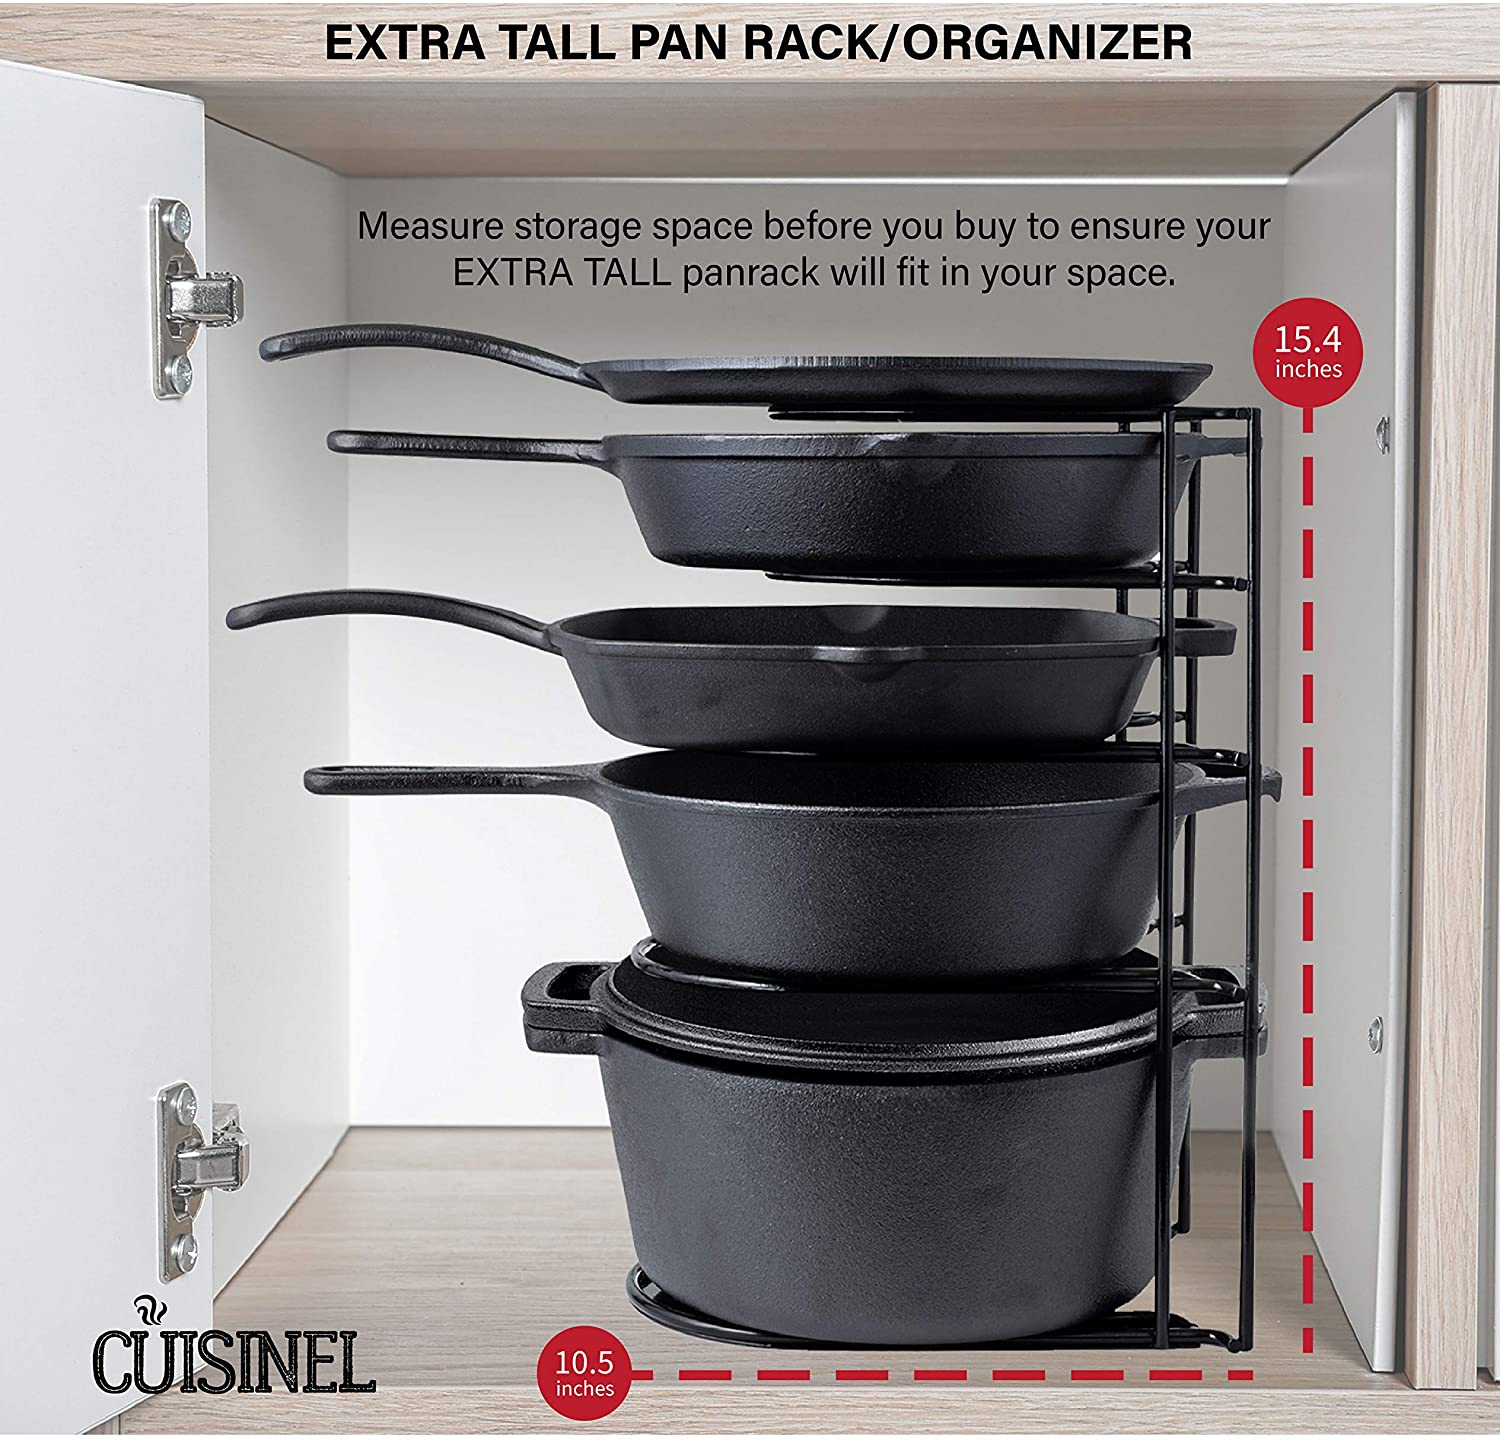 EXTRA TALL PAN RACK/ORGANIZER
Measure storage space before you buy to ensure your
EXTRA TALL panrack will fit in your space.
15.4
inches
10.5
inches
CUISINEL